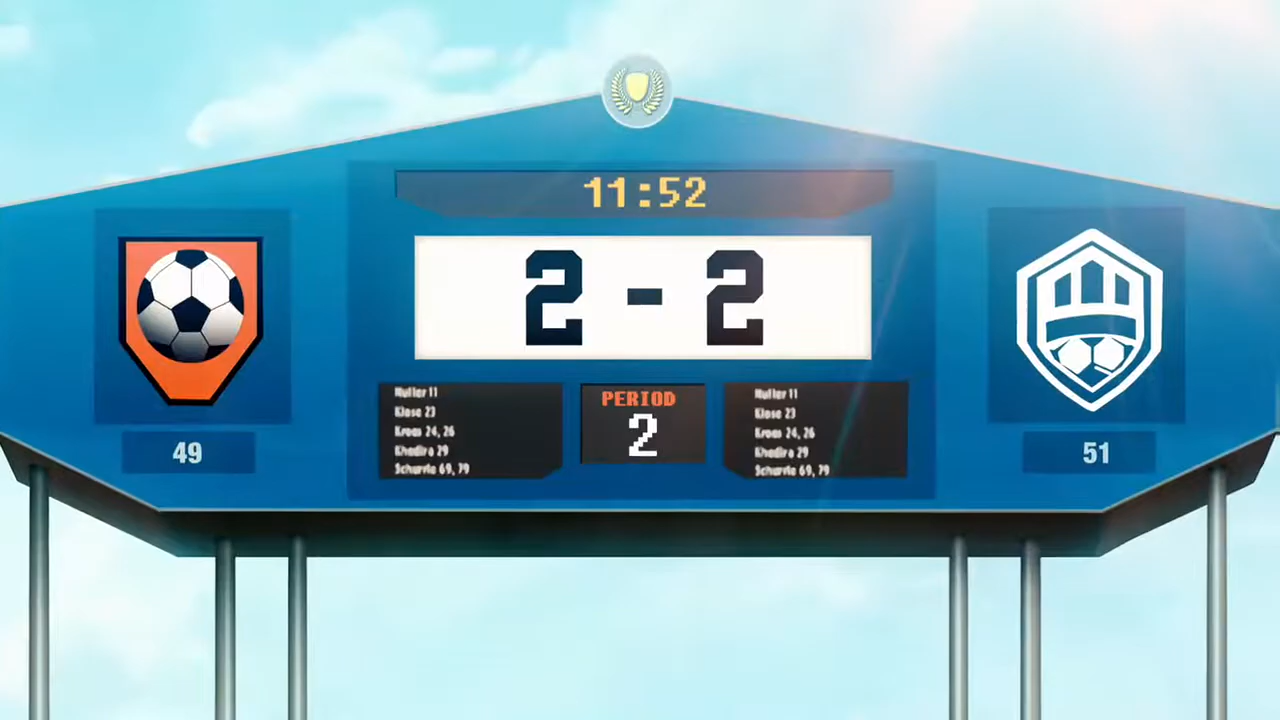 11:52
2 - 2
Muller 11
Klose 23
Kroos 24, 26
Khedira 29
Schurrle 69, 79
PERIOD
2
Muller 11
Klose 23
Kroos 24, 26
Khedira 29
Schurrle 69, 79
49
51